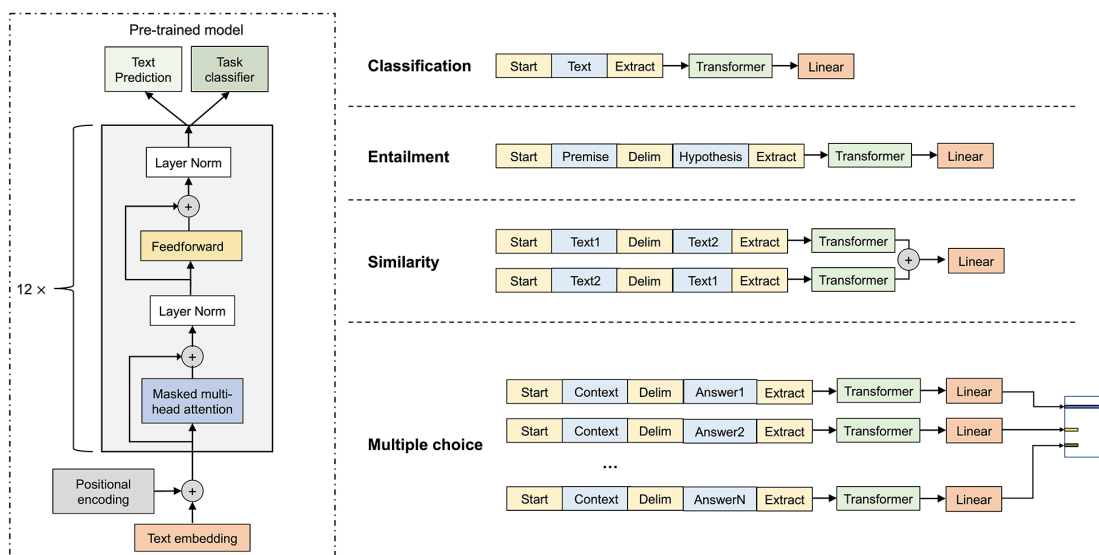 Pre-trained model
Text
Prediction
Task
classifier
Layer Norm
+
Feedforward
12 ×
Layer Norm
+
Masked multi-
head attention
Positional
encoding
+
Text embedding
Classification
Start Text Extract Transformer Linear
Entailment
Start Premise Delim Hypothesis Extract Transformer Linear
Similarity
Start Text1 Delim Text2 Extract Transformer
+ Linear
Start Text2 Delim Text1 Extract Transformer
Multiple choice
Start Context Delim Answer1 Extract Transformer Linear
Start Context Delim Answer2 Extract Transformer Linear
...
Start Context Delim AnswerN Extract Transformer Linear